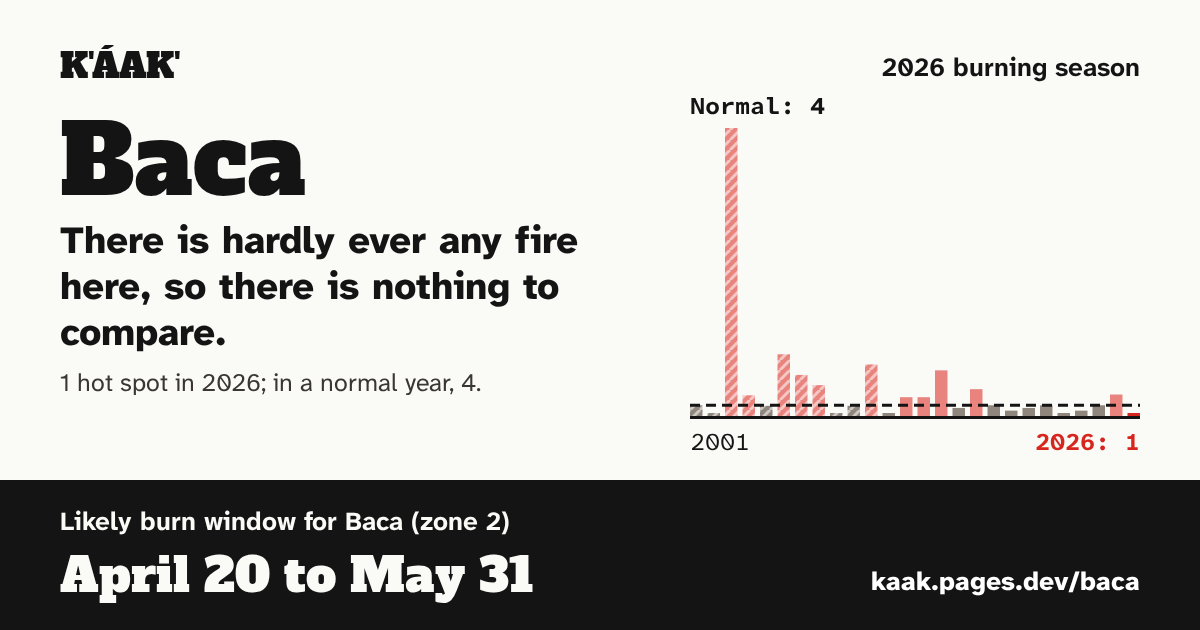 K'ÁAK'
2026 burning season
Baca
There is hardly ever any fire
here, so there is nothing to
compare.
1 hot spot in 2026; in a normal year, 4.
Normal: 4
2001
2026: 1
Likely burn window for Baca (zone 2)
April 20 to May 31
kaak.pages.dev/baca